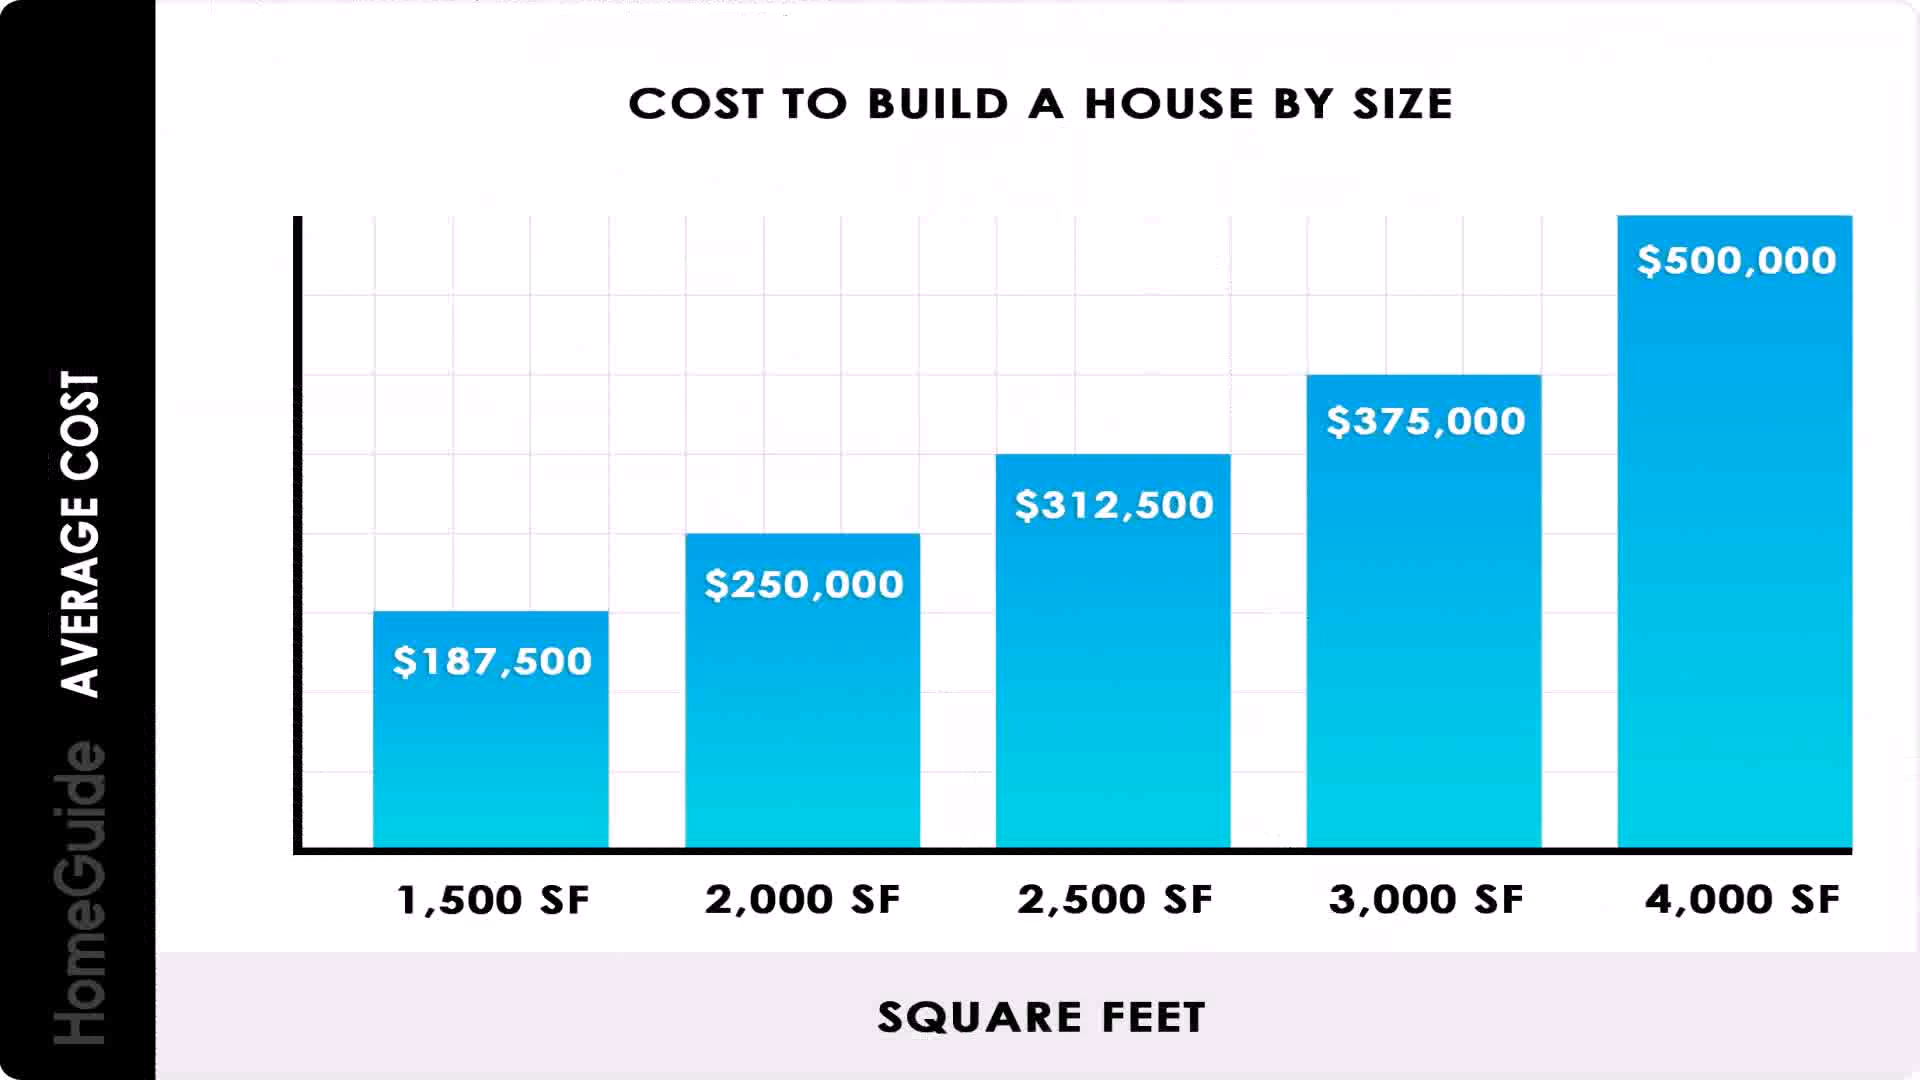 COST TO BUILD A HOUSE BY SIZE
AVERAGE COST
HomeGuide
$187,500
$250,000
$312,500
$375,000
$500,000
1,500 SF
2,000 SF
2,500 SF
3,000 SF
4,000 SF
SQUARE FEET